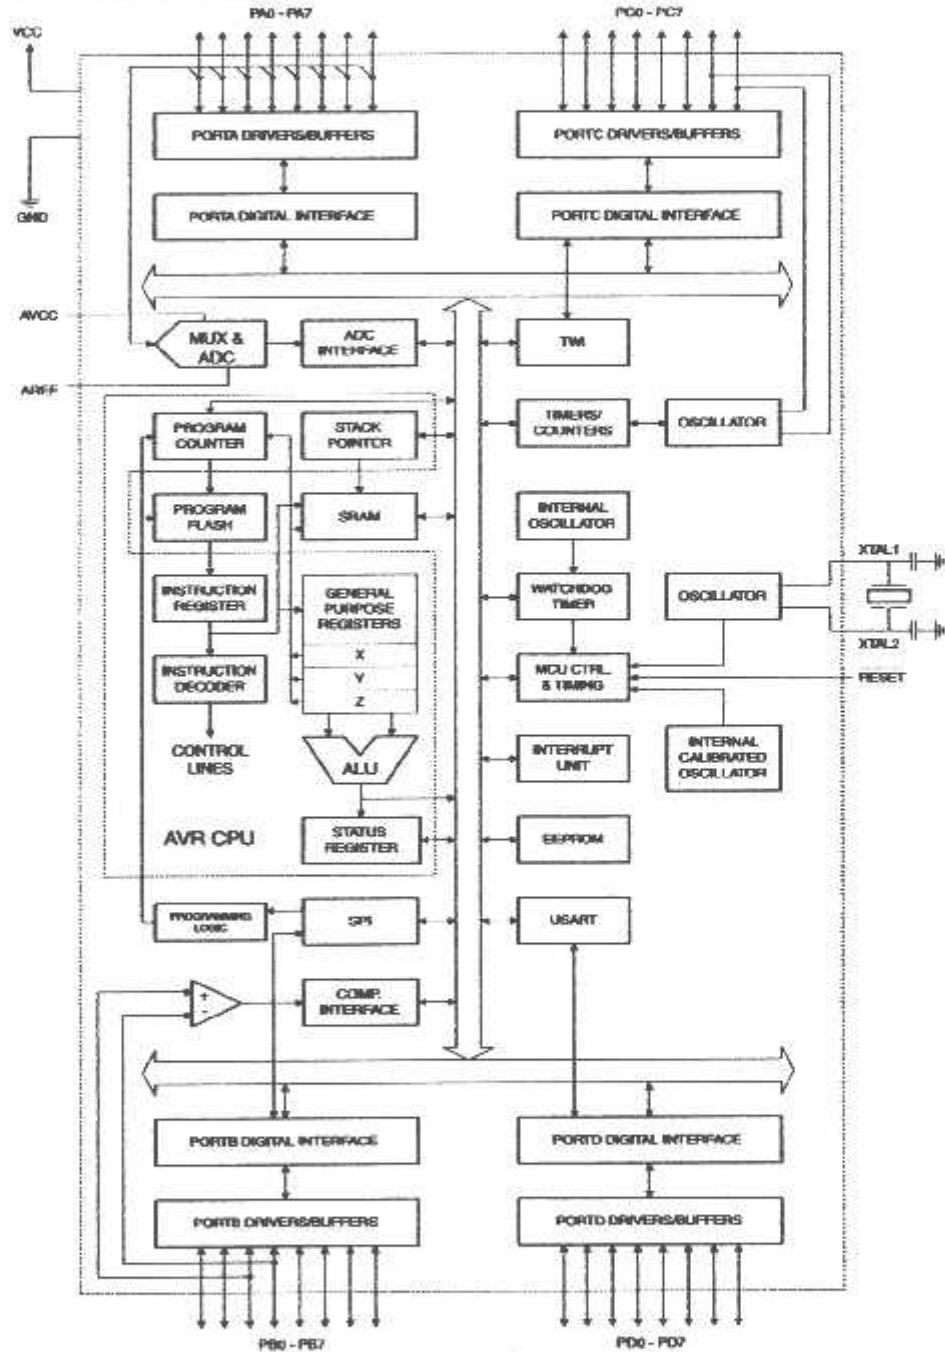 PA0 - PA7
PC0 - PC7
VCC
PORTA DRIVERS/BUFFERS
PORTC DRIVERS/BUFFERS
PORTA DIGITAL INTERFACE
PORTC DIGITAL INTERFACE
GND
AVCC
MUX &
ADC
ADC
INTERFACE
TWI
AREF
PROGRAM
COUNTER
STACK
POINTER
TIMERS/
COUNTERS
OSCILLATOR
PROGRAM
FLASH
SRAM
INTERNAL
OSCILLATOR
XTAL1
INSTRUCTION
REGISTER
GENERAL
PURPOSE
REGISTERS
WATCHDOG
TIMER
OSCILLATOR
XTAL2
X
INSTRUCTION
DECODER
Y
Z
MCU CTRL.
& TIMING
RESET
CONTROL
LINES
ALU
INTERRUPT
UNIT
INTERNAL
CALIBRATED
OSCILLATOR
AVR CPU
STATUS
REGISTER
EEPROM
PROGRAMMING
LOGIC
SPI
USART
+
-
COMP.
INTERFACE
PORTB DIGITAL INTERFACE
PORTD DIGITAL INTERFACE
PORTB DRIVERS/BUFFERS
PORTD DRIVERS/BUFFERS
PB0 - PB7
PD0 - PD7